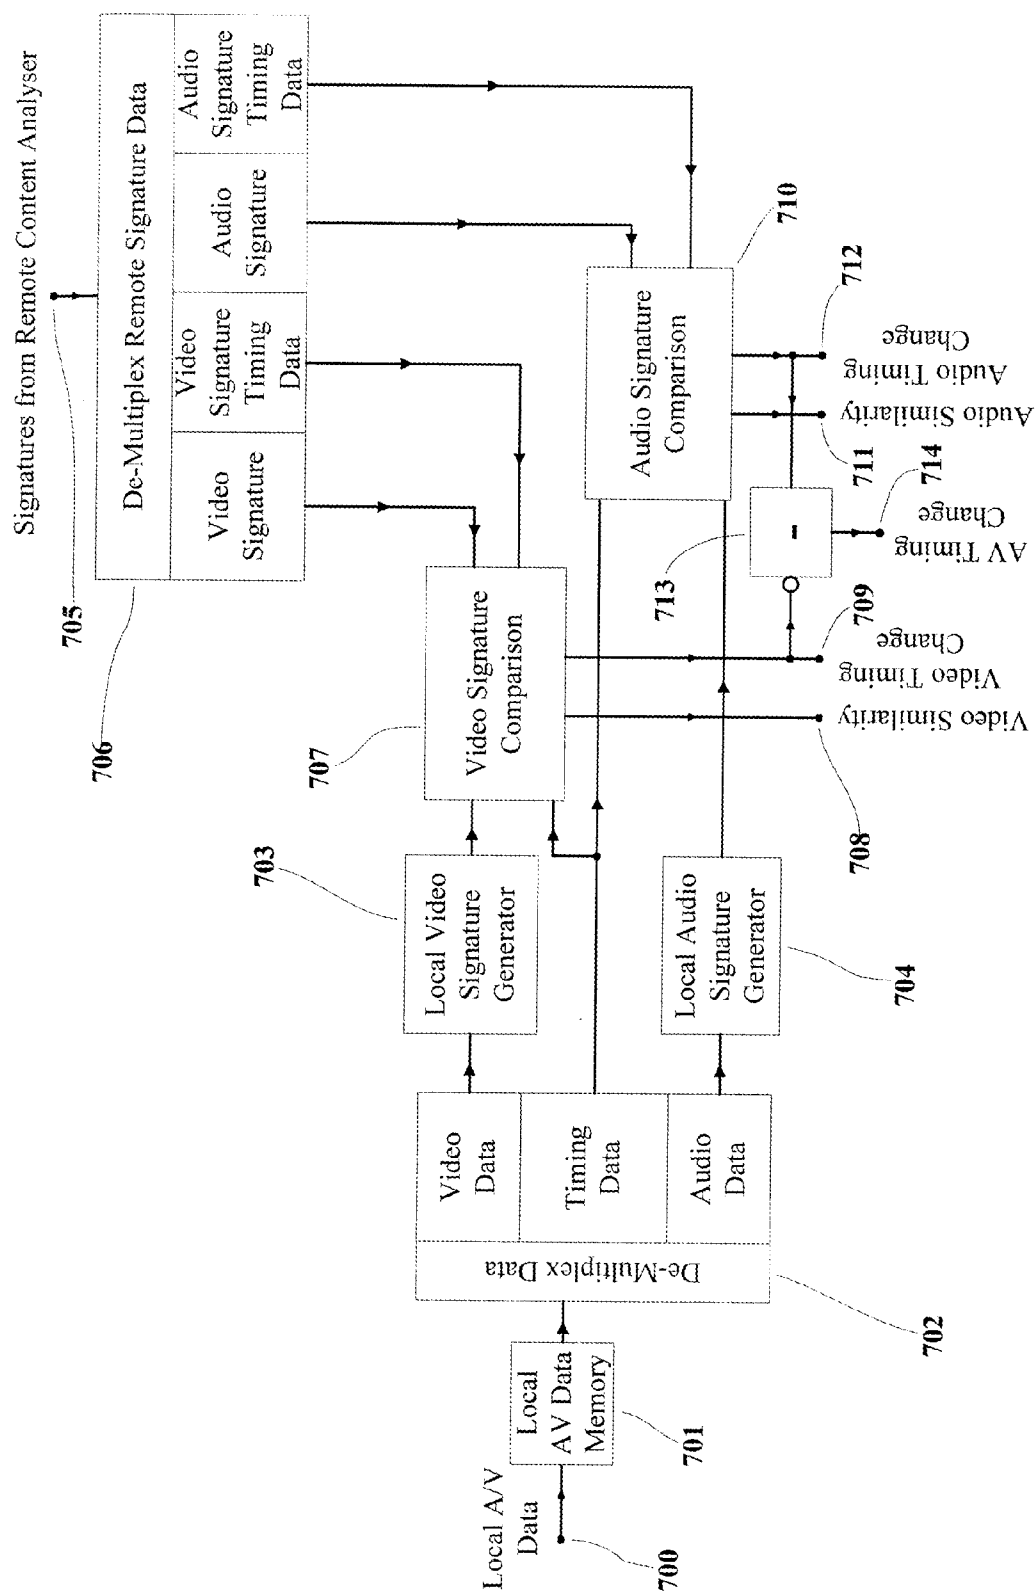 Signatures from Remote Content Analyser
705
706
De-Multiplex Remote Signature Data
Video
Signature
Video
Signature
Timing
Data
Audio
Signature
Audio
Signature
Timing
Data
707
Video Signature
Comparison
710
Audio Signature
Comparison
703
Local Video
Signature
Generator
704
Local Audio
Signature
Generator
Local A/V
Data
700
Local
AV Data
Memory
701
De-Multiplex Data
702
Video
Data
Timing
Data
Audio
Data
713
-
708
Video Similarity
709
Video Timing
Change
714
AV Timing
Change
711
Audio Similarity
712
Audio Timing
Change